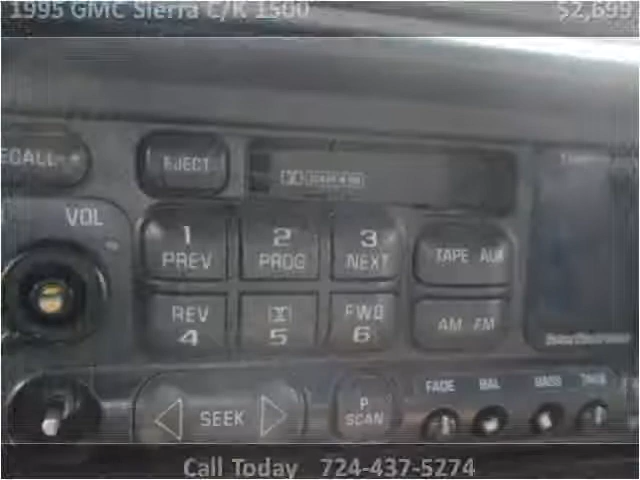 1995 GMC Sierra C/K 1500 $2,699
RECALL EJECT
VOL
1 2 3
PREV PROG NEXT TAPE AUX
REV FWD AM FM
4 5 6
FADE BAL BASS TREB
SEEK P SCAN
Call Today 724-437-5274